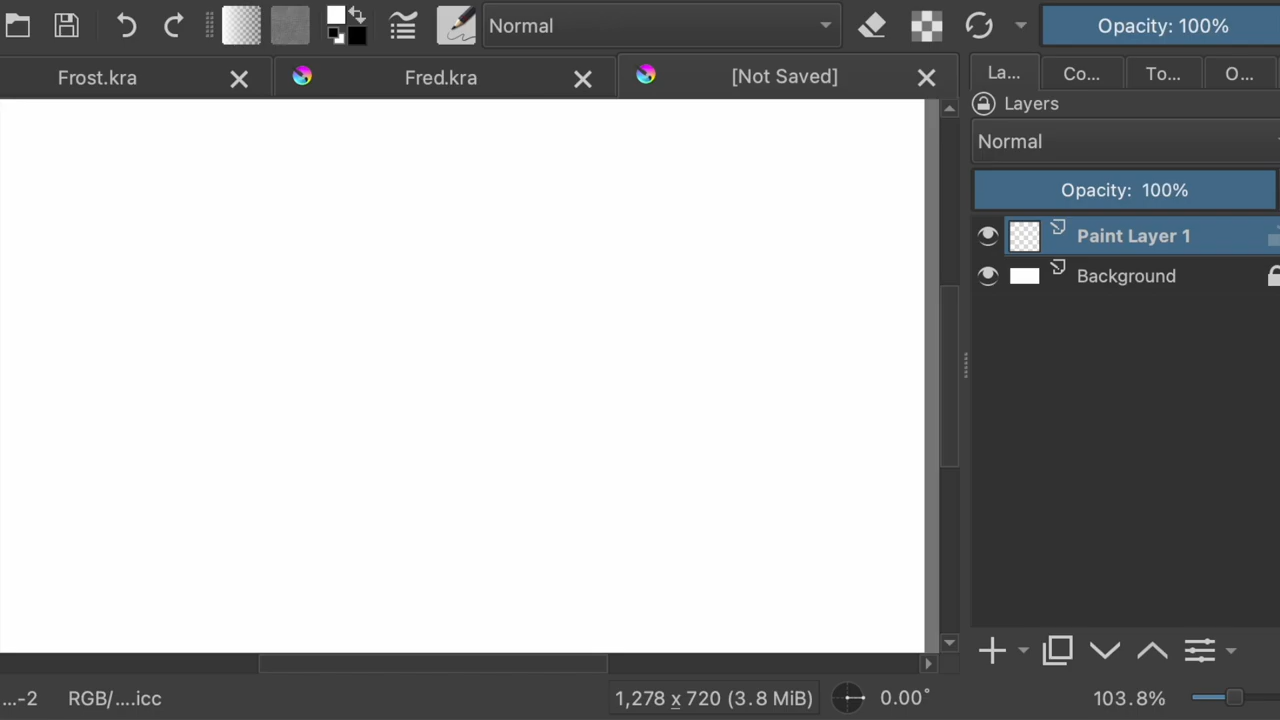 Normal
Opacity: 100%
Frost.kra
Fred.kra
[Not Saved]
La...
Co...
To...
O...
Layers
Normal
Opacity: 100%
Paint Layer 1
Background
...-2
RGB/....icc
1,278 x 720 (3.8 MiB)
0.00°
103.8%